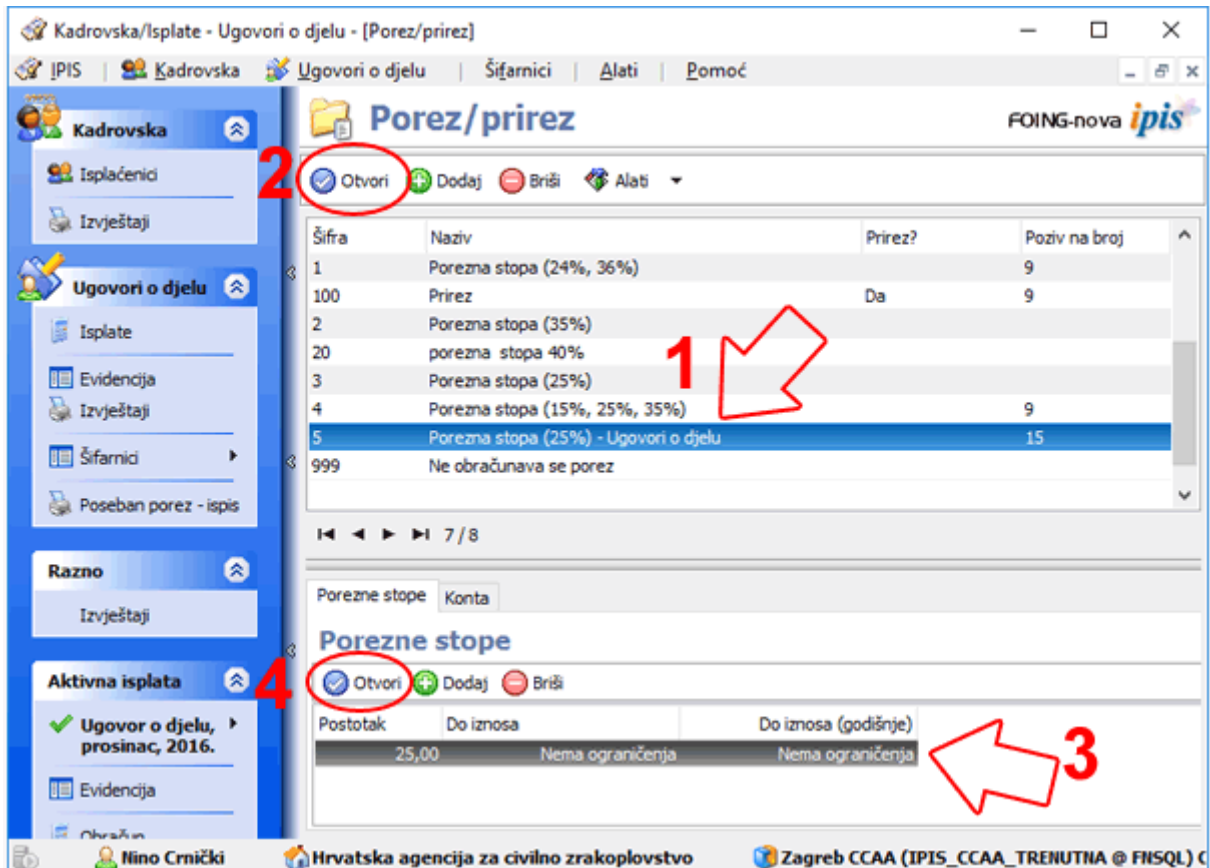 Kadrovska/Isplate - Ugovori o djelu - [Porez/prirez]
IPIS | Kadrovska Ugovori o djelu | Šifarnici | Alati | Pomoć
Kadrovska
Isplaćenici
Izvještaji
Ugovori o djelu
Isplate
Evidencija
Izvještaji
Šifarnici
Poseban porez - ispis
Razno
Izvještaji
Aktivna isplata
Ugovor o djelu,
prosinac, 2016.
Evidencija
Obračun
Porez/prirez
FOING-nova ipis
2
Otvori Dodaj Briši Alati
Šifra Naziv Prirez? Poziv na broj
1 Porezna stopa (24%, 36%) 9
100 Prirez Da 9
2 Porezna stopa (35%)
20 porezna stopa 40%
1
3 Porezna stopa (25%)
4 Porezna stopa (15%, 25%, 35%) 9
5 Porezna stopa (25%) - Ugovori o djelu 15
999 Ne obračunava se porez
7 / 8
Porezne stope Konta
Porezne stope
4
Otvori Dodaj Briši
Postotak Do iznosa Do iznosa (godišnje)
25,00 Nema ograničenja Nema ograničenja
3
Nino Crnički Hrvatska agencija za civilno zrakoplovstvo Zagreb CCAA (IPIS_CCAA_TRENUTNA @ FNSQL)